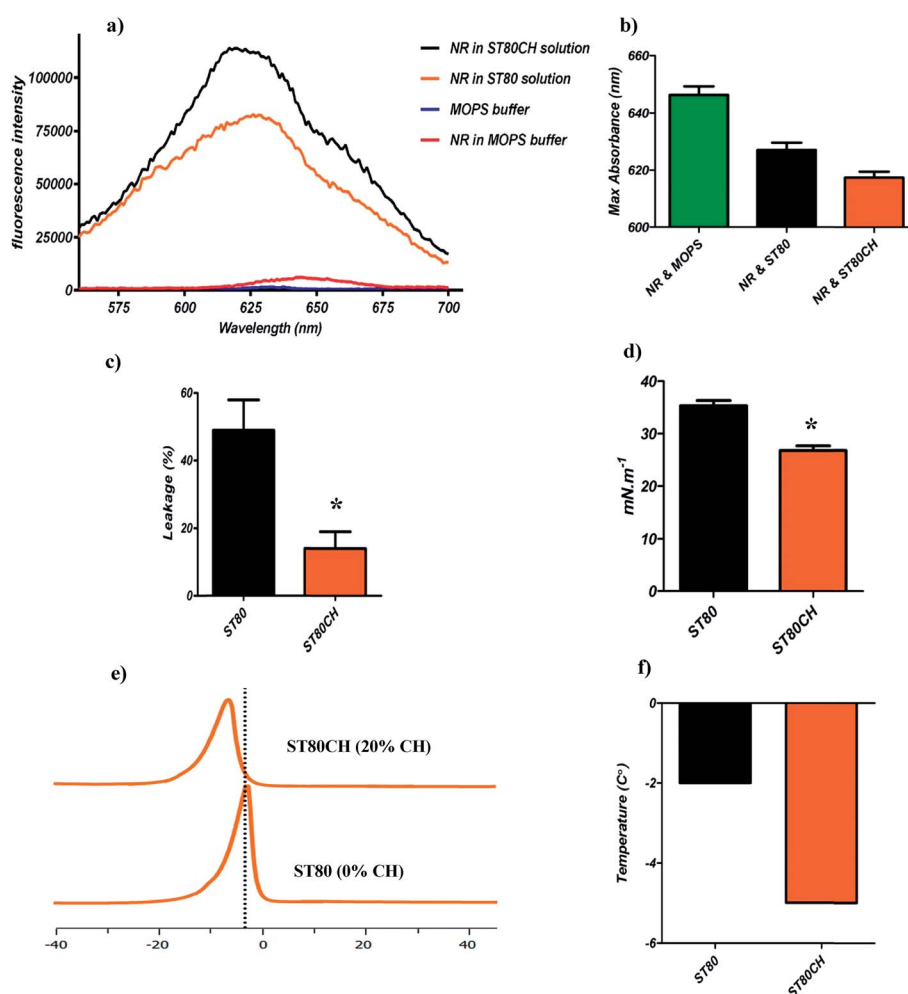 a)
fluorescence intensity
100000
75000
50000
25000
0
575
600
625
650
675
700
Wavelength (nm)
NR in ST80CH solution
NR in ST80 solution
MOPS buffer
NR in MOPS buffer
b)
Max Absorbance (nm)
660
640
620
600
NR & MOPS
NR & ST80
NR & ST80CH
c)
Leakage (%)
60
40
20
0
*
ST80
ST80CH
d)
mN.m-1
40
30
20
10
0
*
ST80
ST80CH
e)
ST80CH (20% CH)
ST80 (0% CH)
-40
-20
0
20
40
f)
Temperature (C°)
0
-2
-4
-6
ST80
ST80CH